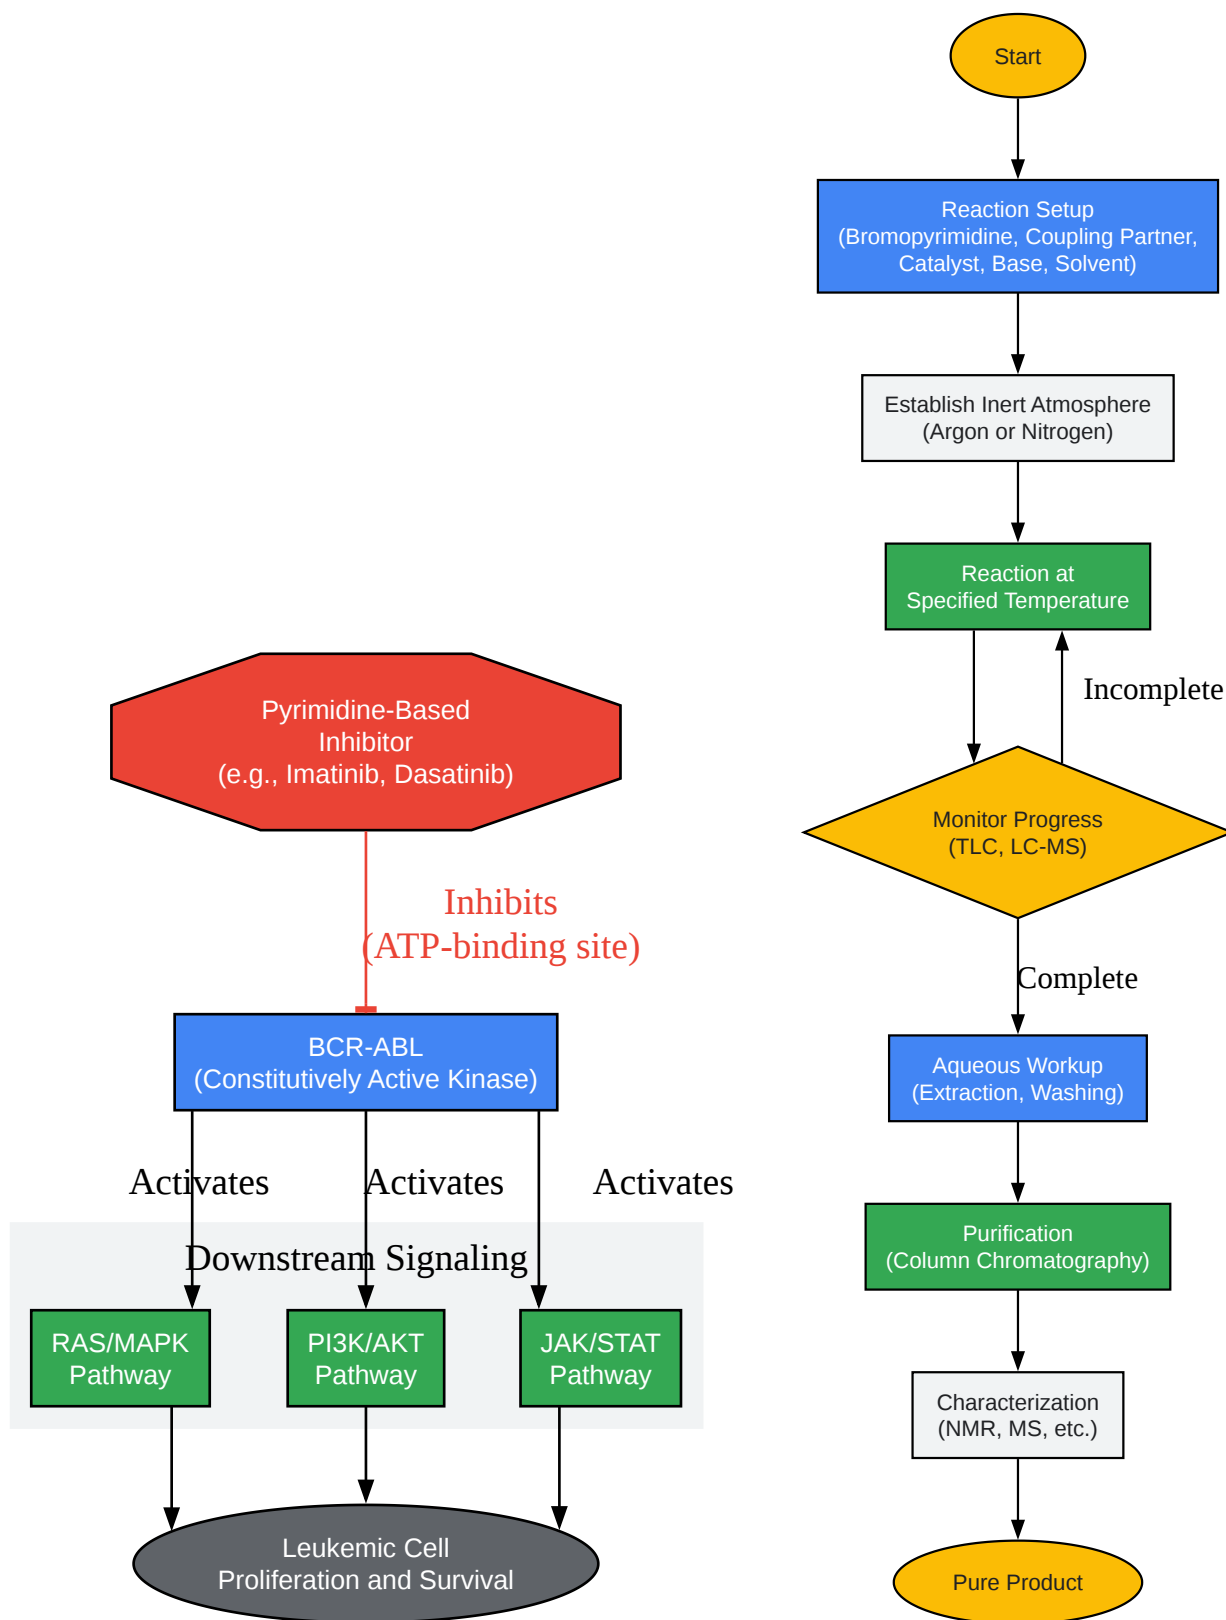 Pyrimidine-Based
Inhibitor
(e.g., Imatinib, Dasatinib)
Inhibits
(ATP-binding site)
BCR-ABL
(Constitutively Active Kinase)
Activates
Activates
Activates
Downstream Signaling
RAS/MAPK
Pathway
PI3K/AKT
Pathway
JAK/STAT
Pathway
Leukemic Cell
Proliferation and Survival
Start
Reaction Setup
(Bromopyrimidine, Coupling Partner,
Catalyst, Base, Solvent)
Establish Inert Atmosphere
(Argon or Nitrogen)
Reaction at
Specified Temperature
Incomplete
Monitor Progress
(TLC, LC-MS)
Complete
Aqueous Workup
(Extraction, Washing)
Purification
(Column Chromatography)
Characterization
(NMR, MS, etc.)
Pure Product